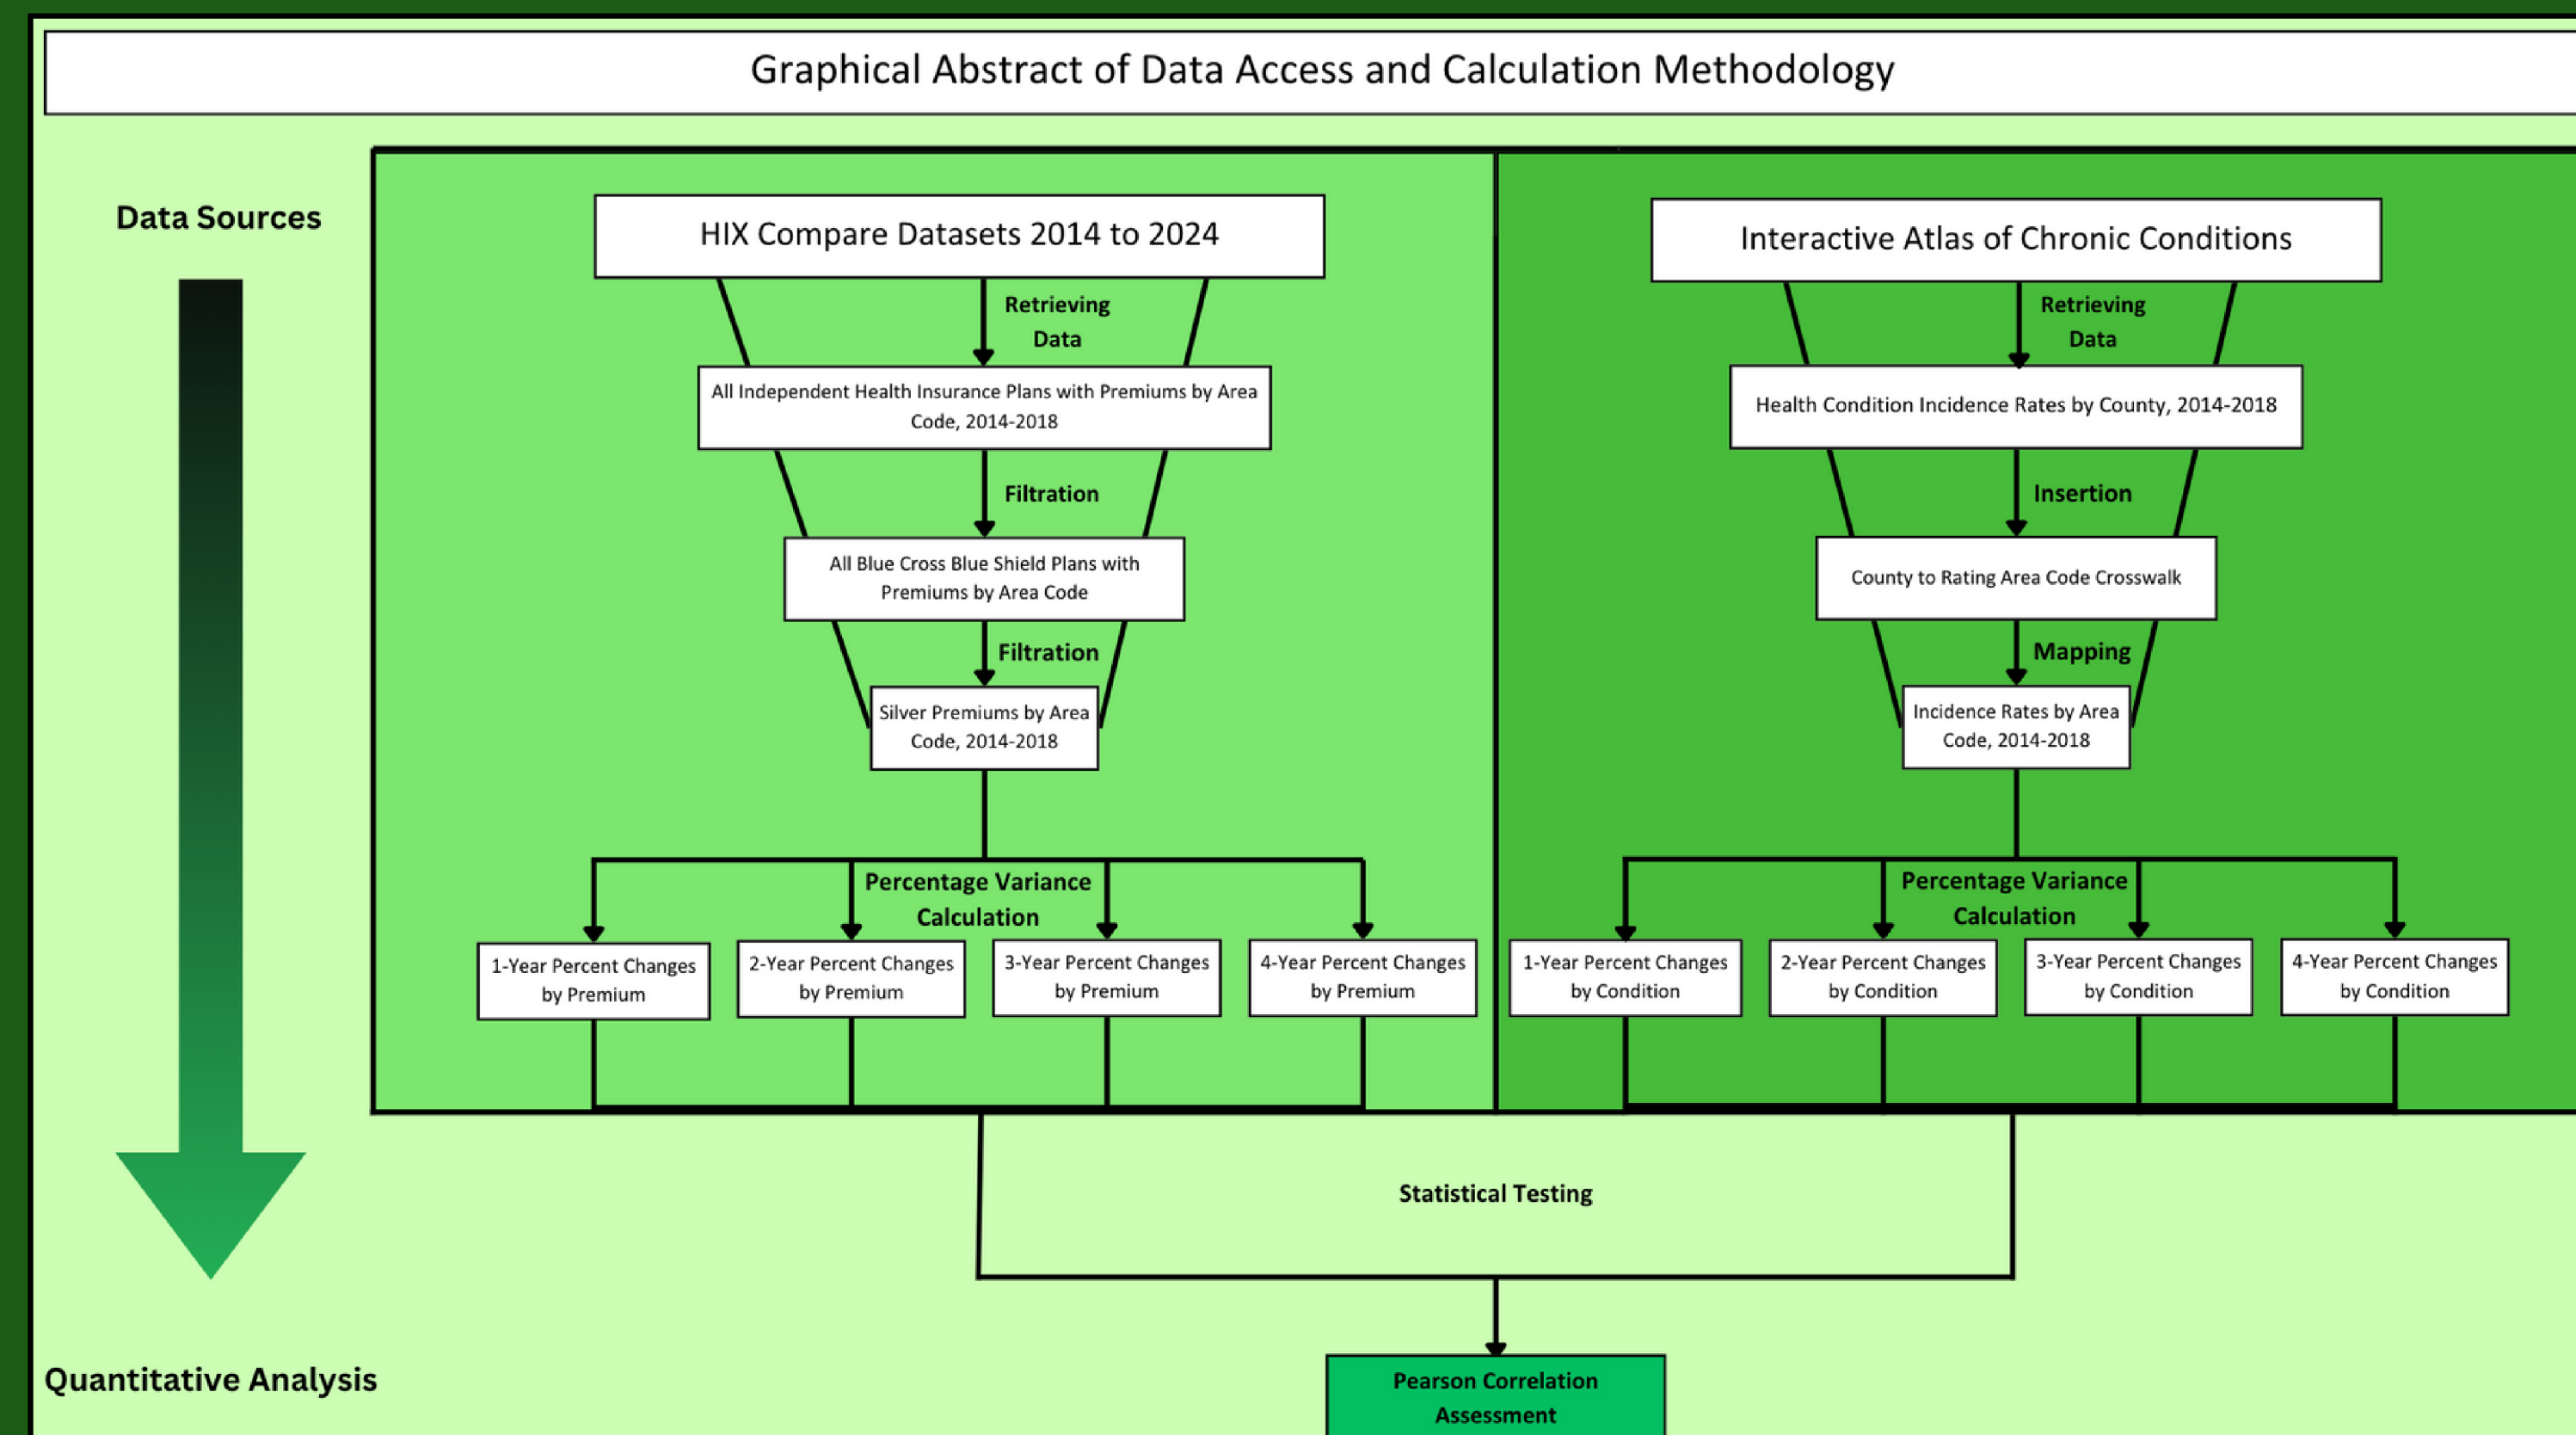 Graphical Abstract of Data Access and Calculation Methodology
Data Sources
HIX Compare Datasets 2014 to 2024
Retrieving
Data
All Independent Health Insurance Plans with Premiums by Area
Code, 2014-2018
Filtration
All Blue Cross Blue Shield Plans with
Premiums by Area Code
Filtration
Silver Premiums by Area
Code, 2014-2018
Percentage Variance
Calculation
1-Year Percent Changes
by Premium
2-Year Percent Changes
by Premium
3-Year Percent Changes
by Premium
4-Year Percent Changes
by Premium
Interactive Atlas of Chronic Conditions
Retrieving
Data
Health Condition Incidence Rates by County, 2014-2018
Insertion
County to Rating Area Code Crosswalk
Mapping
Incidence Rates by Area
Code, 2014-2018
Percentage Variance
Calculation
1-Year Percent Changes
by Condition
2-Year Percent Changes
by Condition
3-Year Percent Changes
by Condition
4-Year Percent Changes
by Condition
Statistical Testing
Quantitative Analysis
Pearson Correlation
Assessment